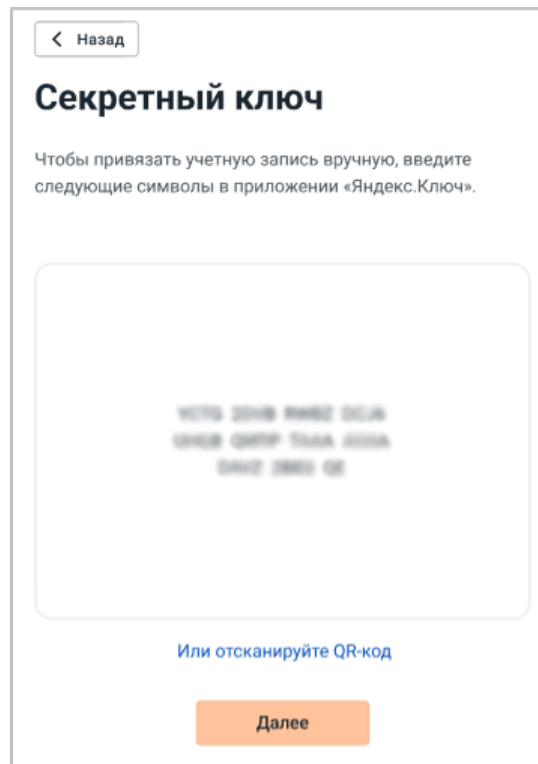 Назад
Секретный ключ
Чтобы привязать учетную запись вручную, введите
следующие символы в приложении «Яндекс.Ключ».
Или отсканируйте QR-код
Далее